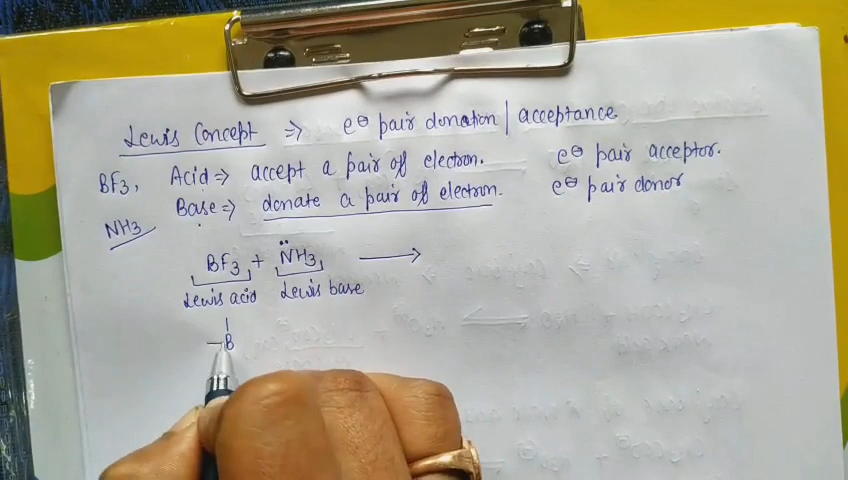 Lewis Concept ⇒ e⊖ pair donation | acceptance
BF3, Acid ⇒ accept a pair of electron. e⊖ pair acceptor.
NH3 Base ⇒ donate a pair of electron. e⊖ pair donor
BF3 + N̈H3 ⟶
Lewis acid Lewis base
B